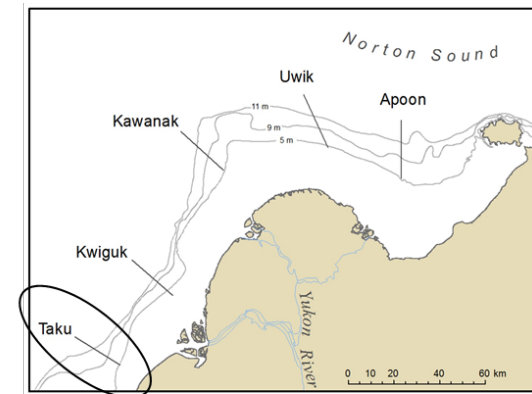 Norton Sound
Uwik
Apoon
11 m
Kawanak
9 m
5 m
Kwiguk
Taku
Yukon River
0 10 20 40 60 km